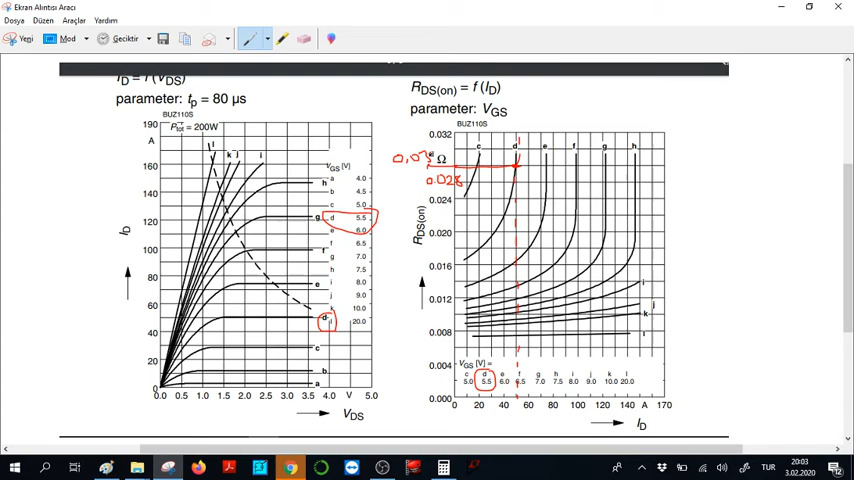 Ekran Alıntısı Aracı
Dosya Düzen Araçlar Yardım
Yeni Mod Geciktir
I_D = f (V_DS)
parameter: t_p = 80 µs
BUZ110S
P_tot = 200W
190
A
160
140
120
100
80
60
40
20
0
I_D
0.0 0.5 1.0 1.5 2.0 2.5 3.0 4.0 V 5.0
V_DS
l
k j i
h
g
f
e
d
c
b
a
V_GS [V]
a 4.0
b 4.5
c 5.0
d 5.5
e 6.0
f 6.5
g 7.0
h 7.5
i 8.0
j 9.0
k 10.0
l 20.0
R_DS(on) = f (I_D)
parameter: V_GS
BUZ110S
0.032
Ω
0.024
0.020
0.016
0.012
0.008
0.004
0.000
R_DS(on)
c d e f g h
i
j
k
l
0.028
V_GS [V] =
c d e f g h i j k l
5.0 5.5 6.0 6.5 7.0 7.5 8.0 9.0 10.0 20.0
0 20 40 60 80 100 120 A 170
I_D
TUR
20:03
3.02.2020